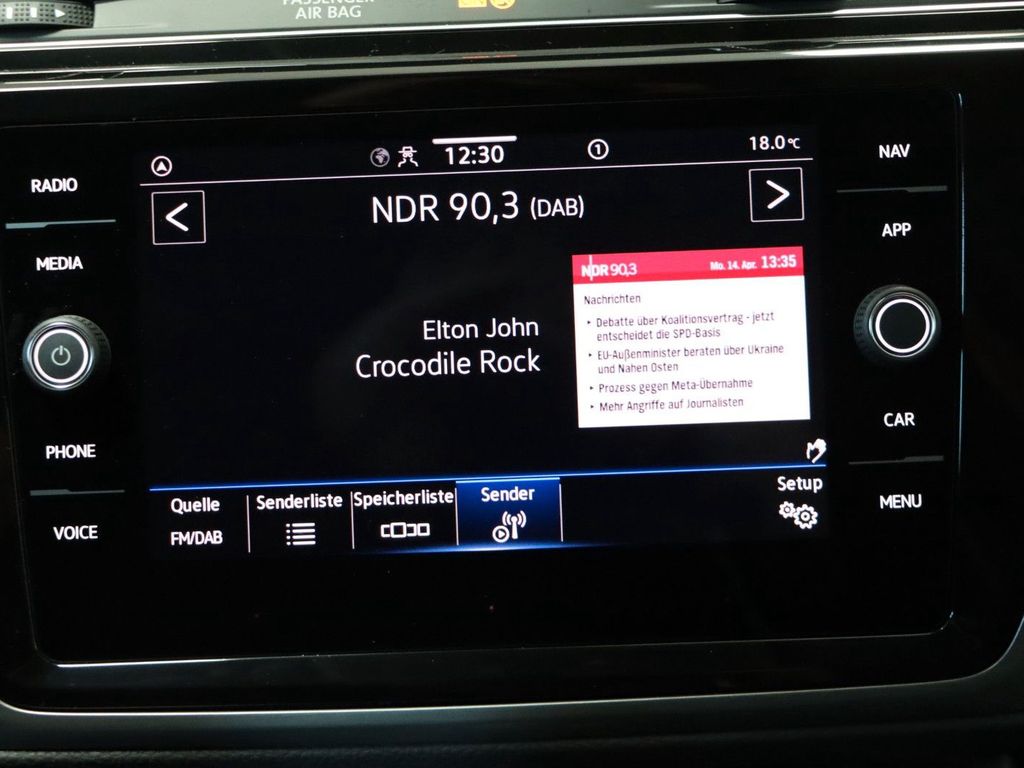 PASSENGER
AIR BAG
RADIO
MEDIA
PHONE
VOICE
12:30
1
18.0°C
NDR 90,3 (DAB)
NDR 90,3 Mo. 14. Apr. 13:35
Nachrichten
Debatte über Koalitionsvertrag - jetzt
entscheidet die SPD-Basis
EU-Außenminister beraten über Ukraine
und Nahen Osten
Prozess gegen Meta-Übernahme
Mehr Angriffe auf Journalisten
Elton John
Crocodile Rock
Quelle
FM/DAB
Senderliste
Speicherliste
Sender
Setup
NAV
APP
CAR
MENU